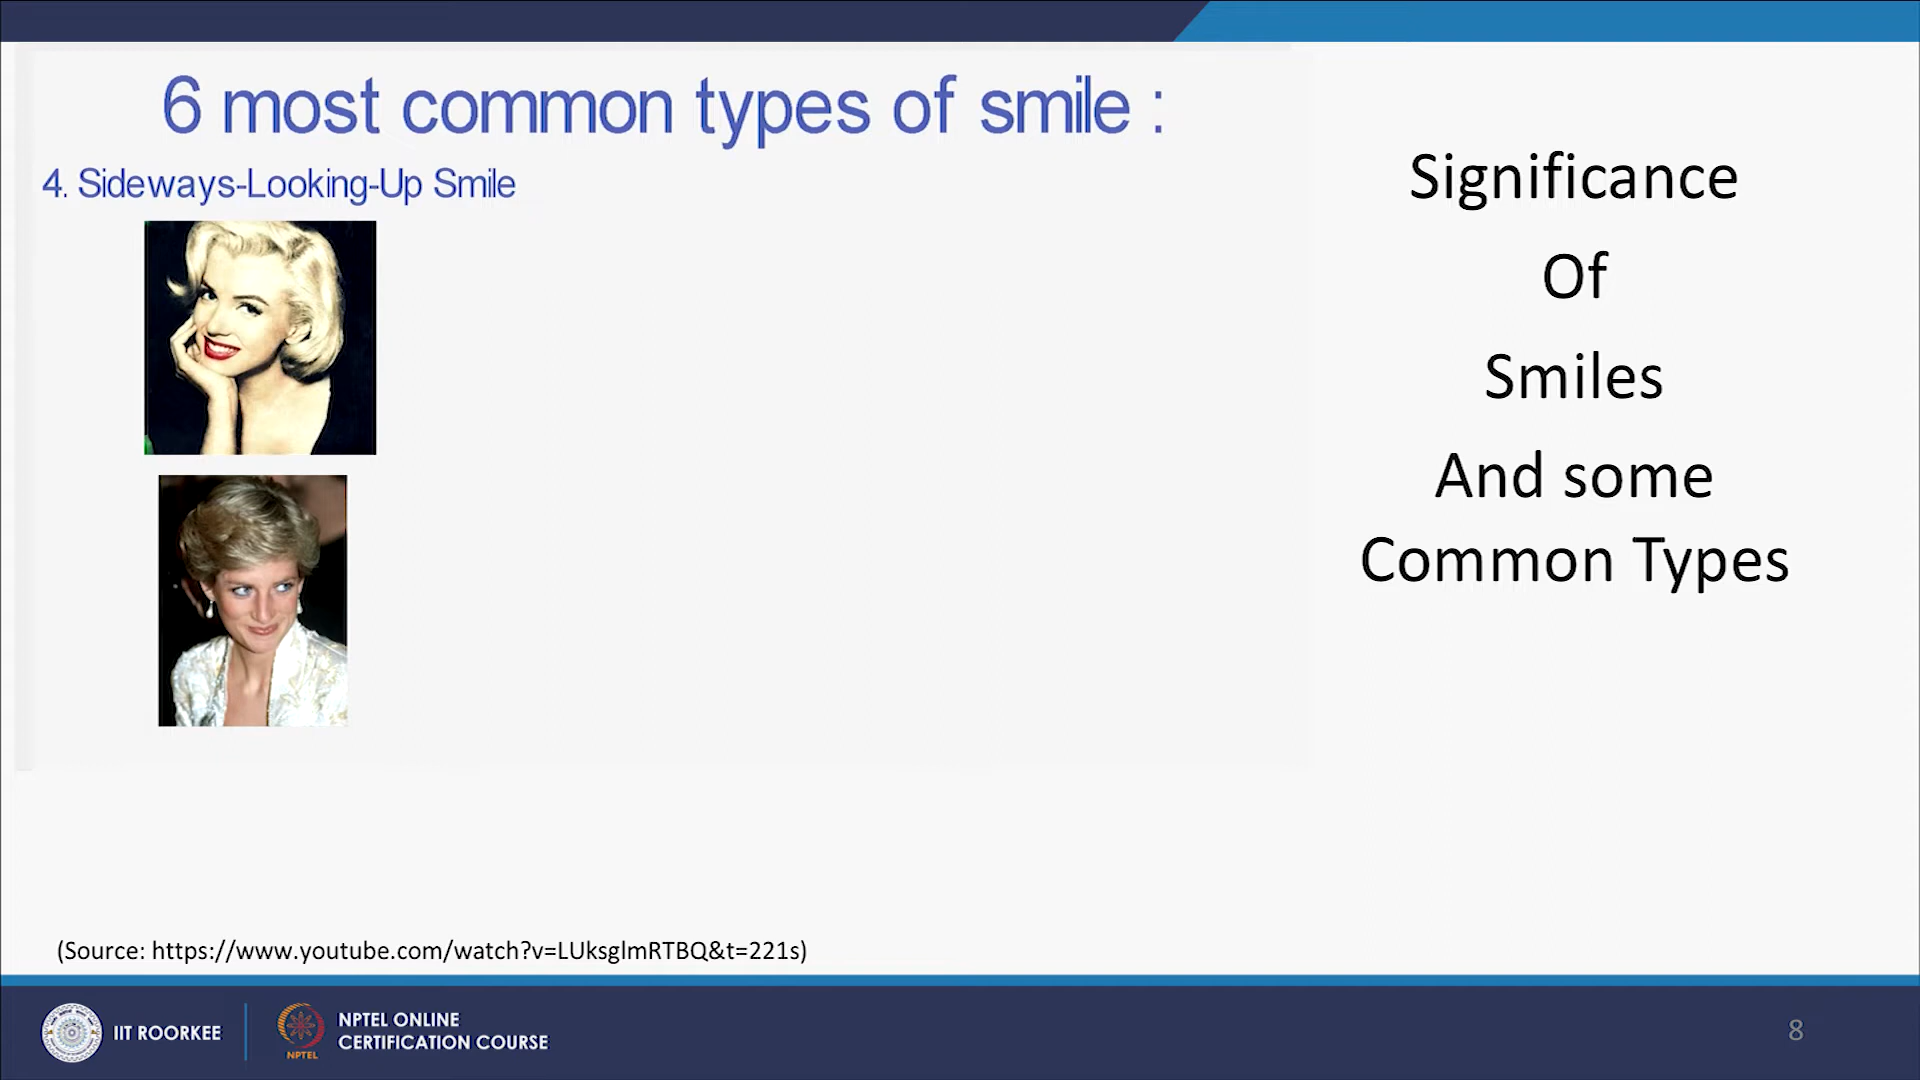 6 most common types of smile :
4. Sideways-Looking-Up Smile
Significance
Of
Smiles
And some
Common Types
(Source: https://www.youtube.com/watch?v=LUksglmRTBQ&t=221s)
IIT ROORKEE
NPTEL
NPTEL ONLINE
CERTIFICATION COURSE
8